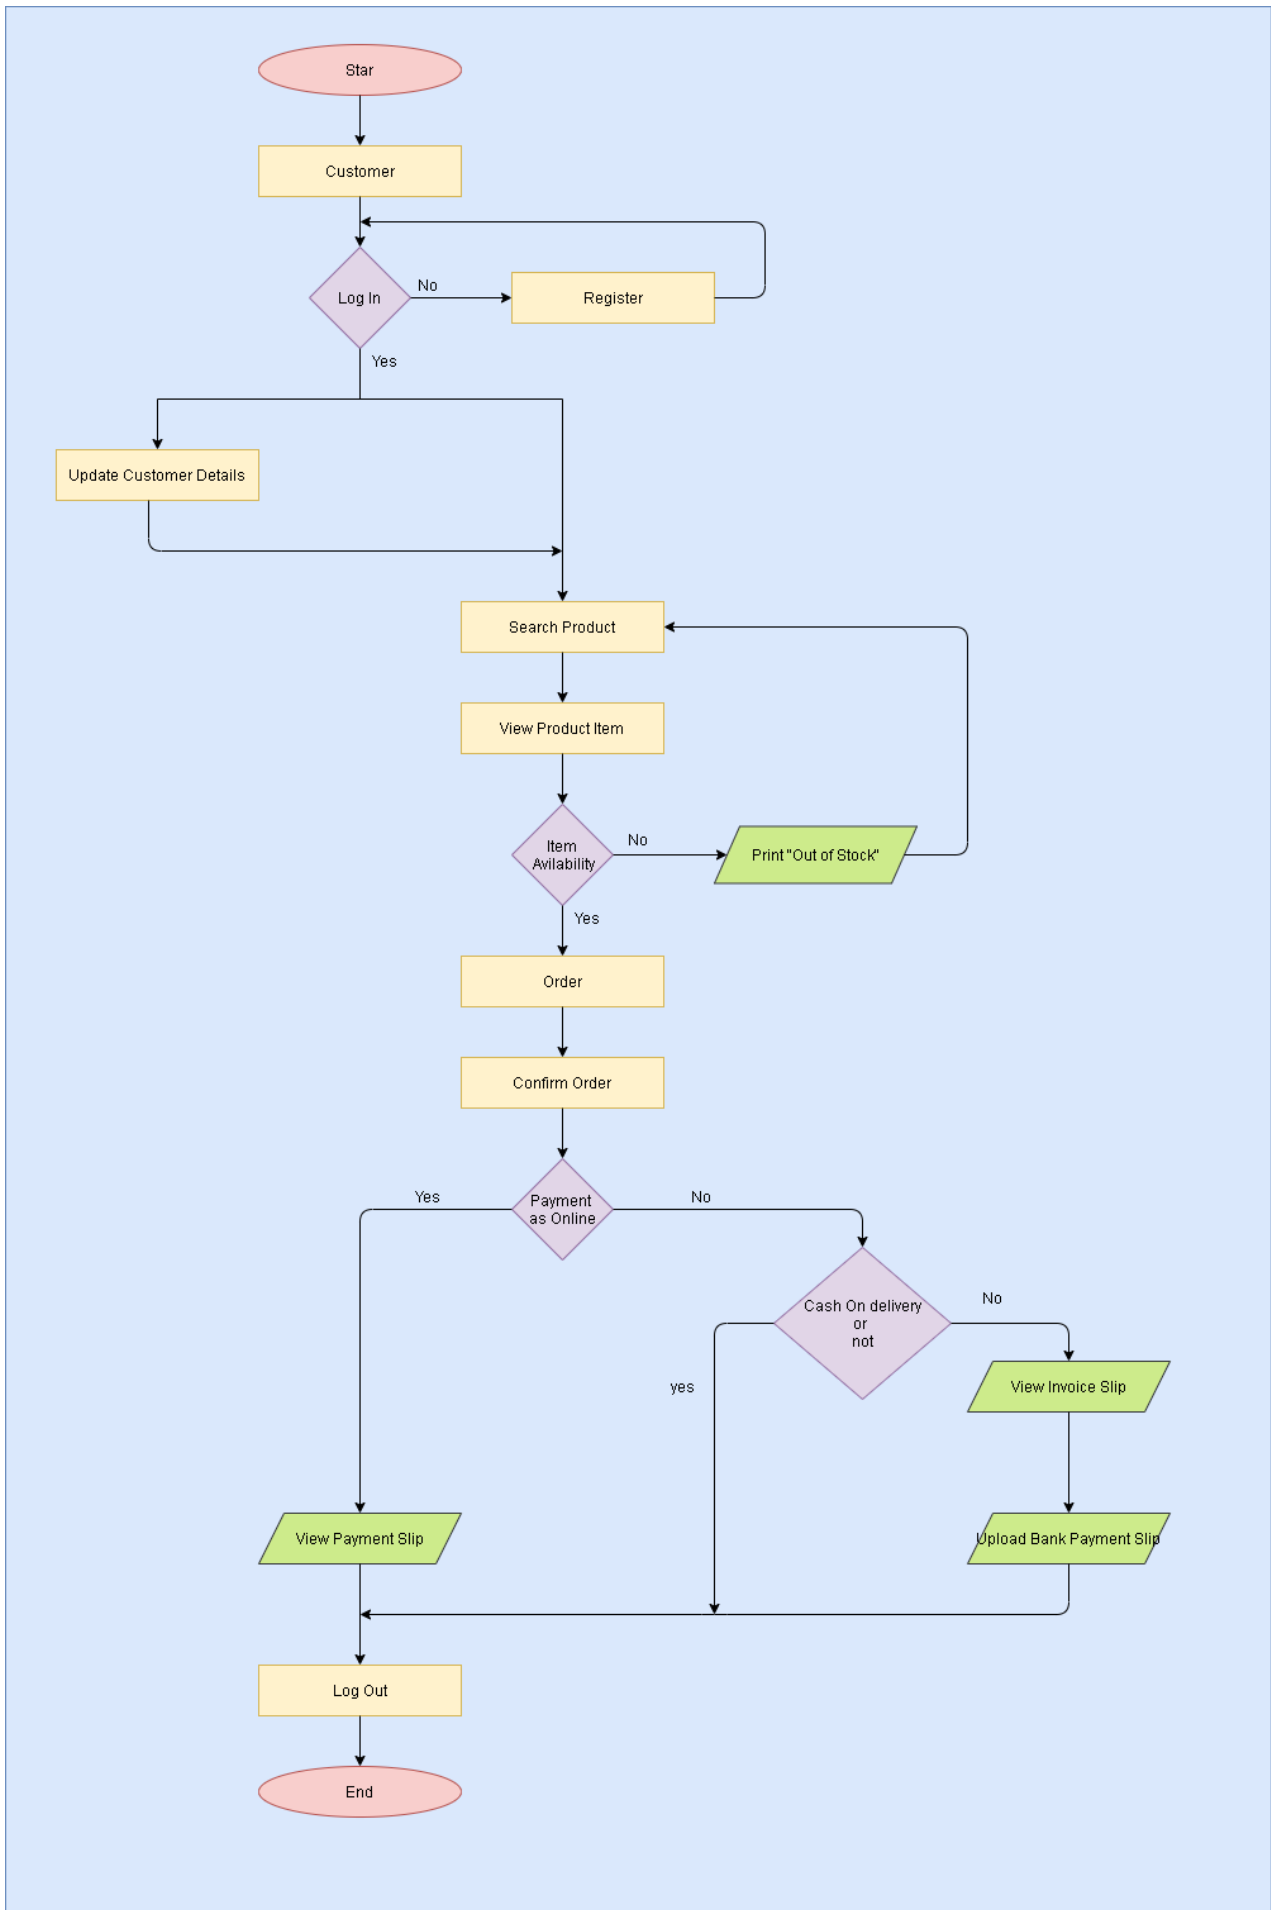 Star
Customer
Log In
No
Register
Yes
Update Customer Details
Search Product
View Product Item
Item
Avilability
No
Print "Out of Stock"
Yes
Order
Confirm Order
Yes
Payment
as Online
No
Cash On delivery
or
not
No
yes
View Invoice Slip
View Payment Slip
Upload Bank Payment Slip
Log Out
End